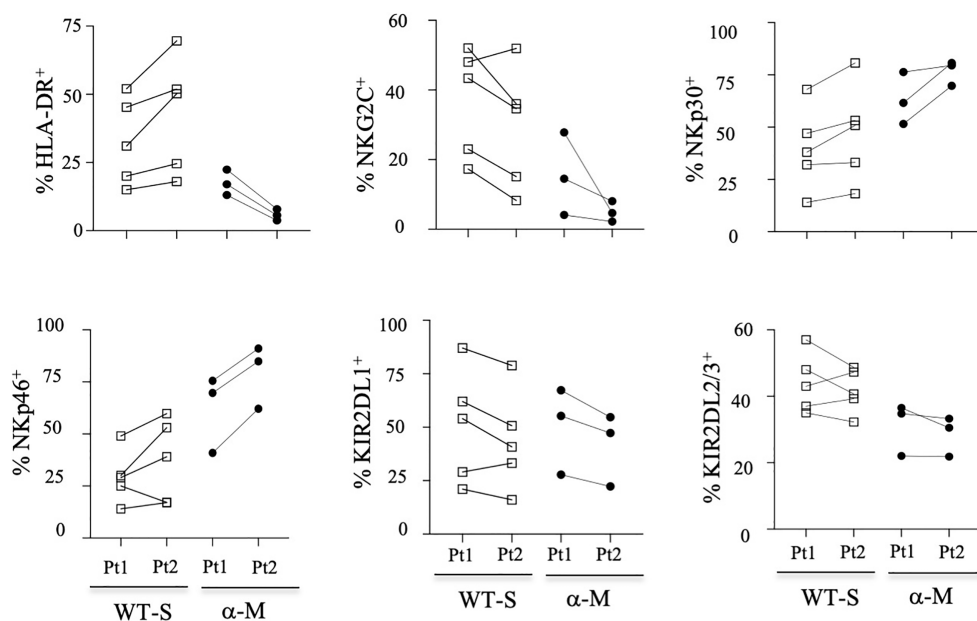 % HLA-DR+
75
50
25
0
% NKG2C+
60
40
20
0
% NKp30+
100
75
50
25
0
% NKp46+
100
75
50
25
0
Pt1 Pt2 Pt1 Pt2
WT-S α-M
% KIR2DL1+
100
75
50
25
0
Pt1 Pt2 Pt1 Pt2
WT-S α-M
% KIR2DL2/3+
60
40
20
0
Pt1 Pt2 Pt1 Pt2
WT-S α-M